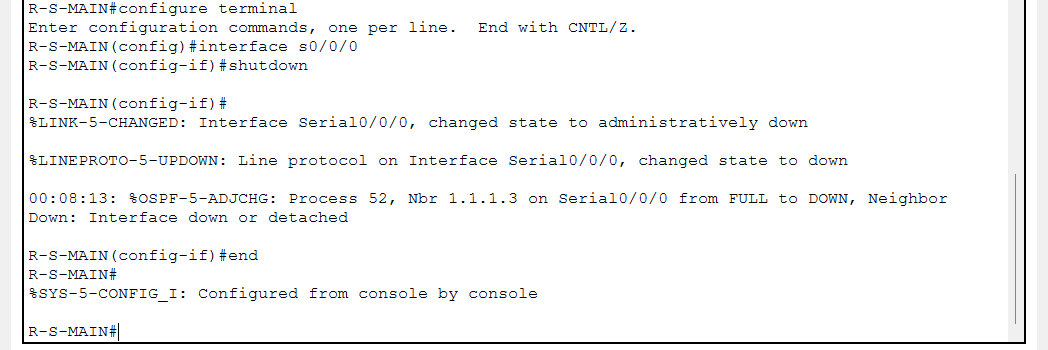 R-S-MAIN#configure terminal
Enter configuration commands, one per line.  End with CNTL/Z.
R-S-MAIN(config)#interface s0/0/0
R-S-MAIN(config-if)#shutdown
R-S-MAIN(config-if)#
%LINK-5-CHANGED: Interface Serial0/0/0, changed state to administratively down
%LINEPROTO-5-UPDOWN: Line protocol on Interface Serial0/0/0, changed state to down
00:08:13: %OSPF-5-ADJCHG: Process 52, Nbr 1.1.1.3 on Serial0/0/0 from FULL to DOWN, Neighbor
Down: Interface down or detached
R-S-MAIN(config-if)#end
R-S-MAIN#
%SYS-5-CONFIG_I: Configured from console by console
R-S-MAIN#